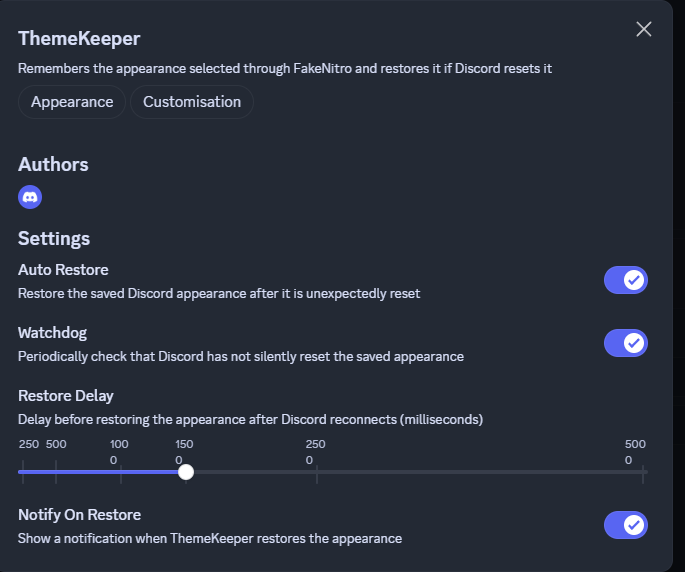 ThemeKeeper
Remembers the appearance selected through FakeNitro and restores it if Discord resets it
Appearance Customisation
Authors
Settings
Auto Restore
Restore the saved Discord appearance after it is unexpectedly reset
Watchdog
Periodically check that Discord has not silently reset the saved appearance
Restore Delay
Delay before restoring the appearance after Discord reconnects (milliseconds)
250 500 100 150 250 500
0 0 0 0
Notify On Restore
Show a notification when ThemeKeeper restores the appearance